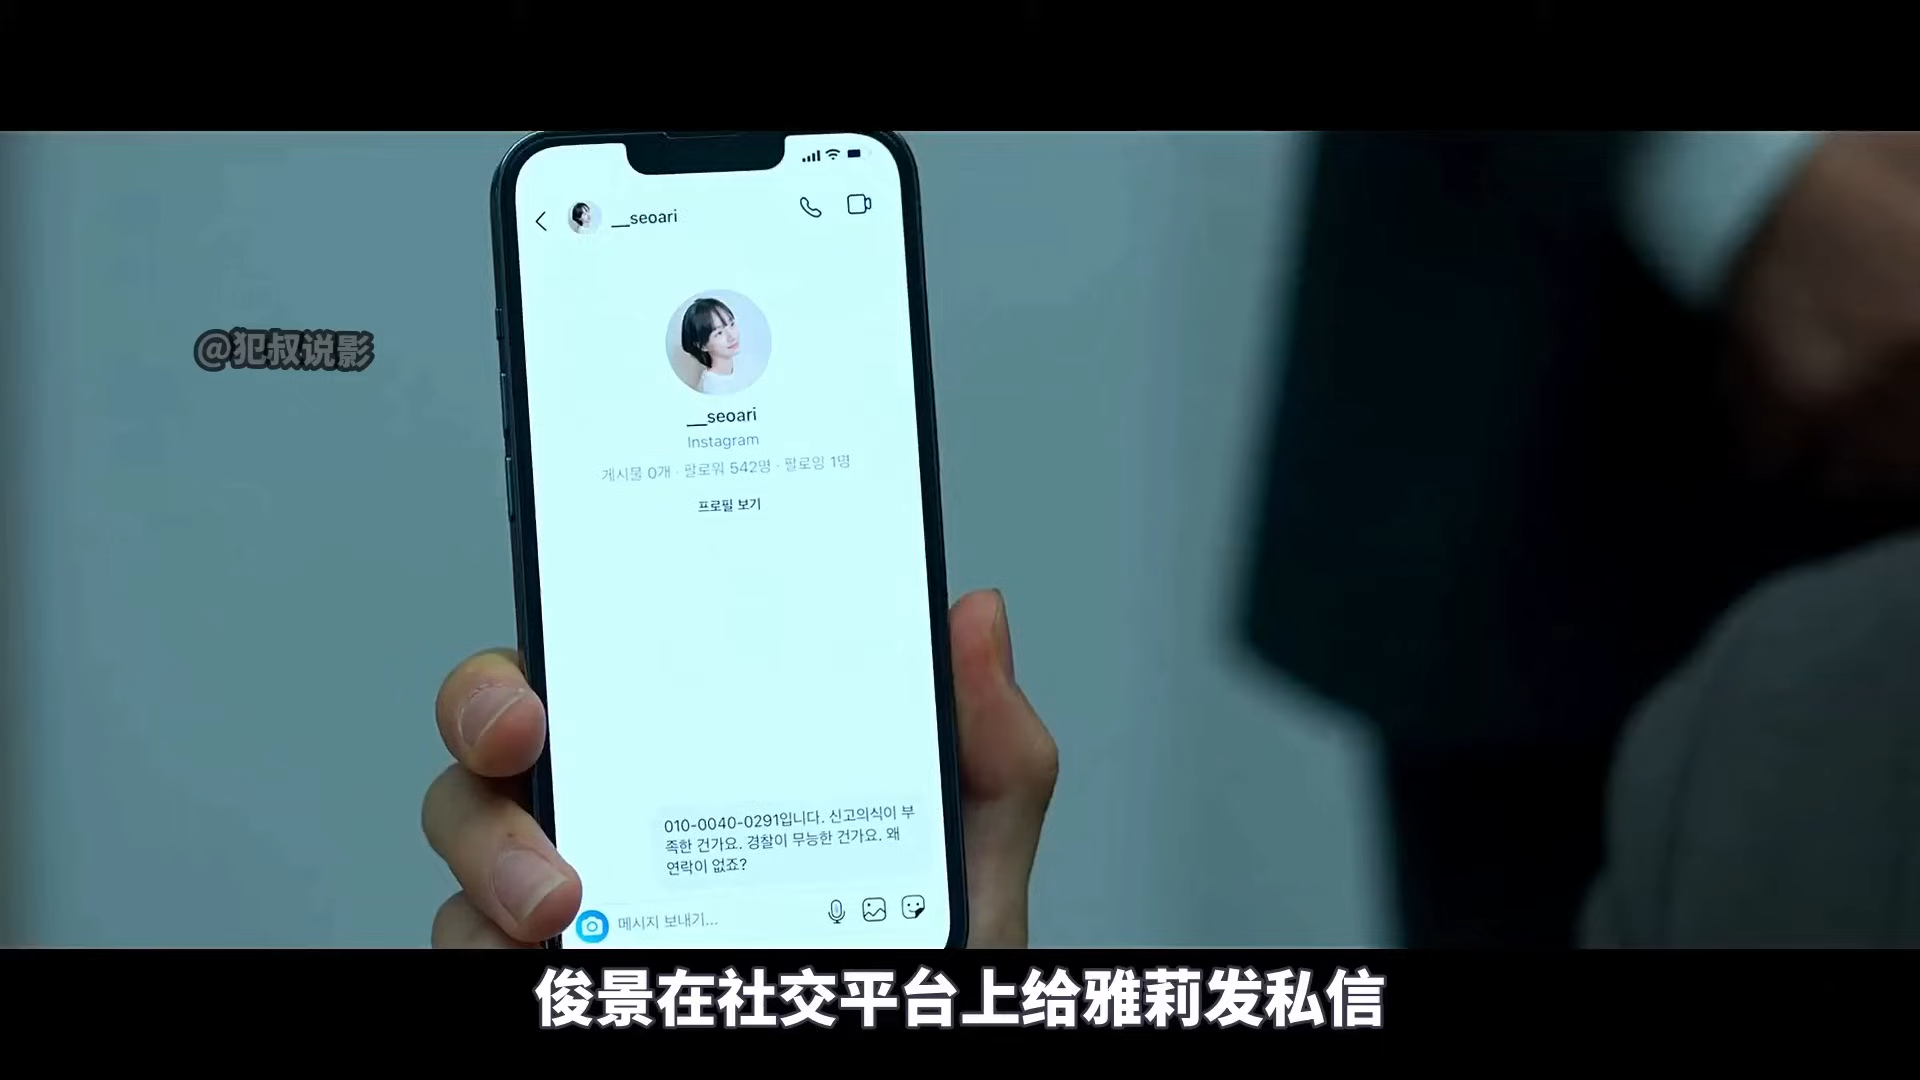 __seoari
@犯叔说影
__seoari
Instagram
게시물 0개 · 팔로워 542명 · 팔로잉 1명
프로필 보기
010-0040-0291입니다. 신고의식이 부
족한 건가요. 경찰이 무능한 건가요. 왜
연락이 없죠?
메시지 보내기...
俊景在社交平台上给雅莉发私信